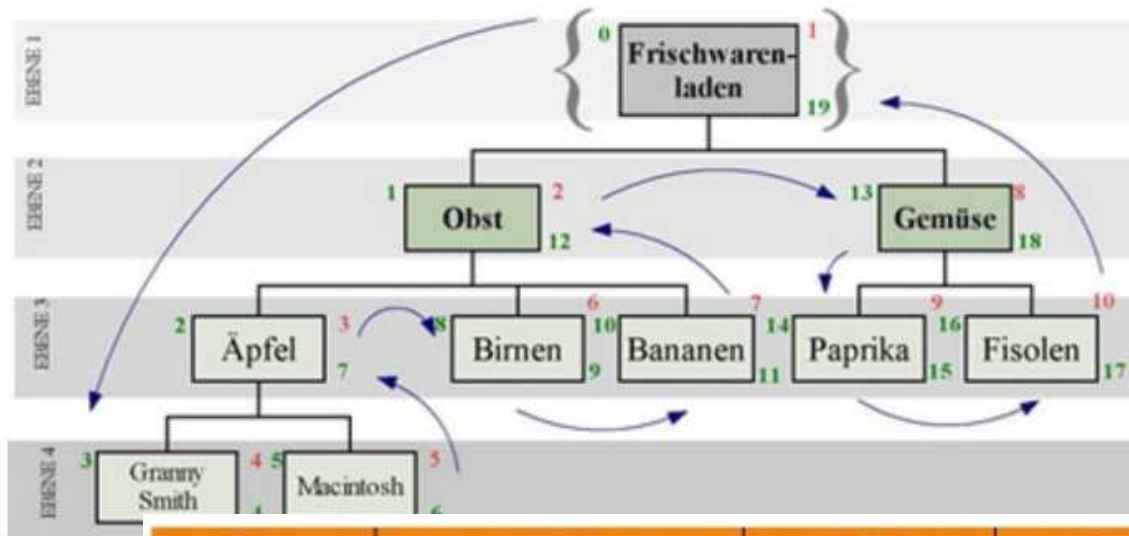 EBENE 1
0
1
Frischwaren-
laden
19
EBENE 2
1
2
Obst
12
13
8
Gemüse
18
EBENE 3
2
3
Äpfel
7
8
6
Birnen
9
10
7
Bananen
11
14
9
Paprika
15
16
10
Fisolen
17
EBENE 4
3
4
Granny
Smith
4
5
5
Macintosh
6